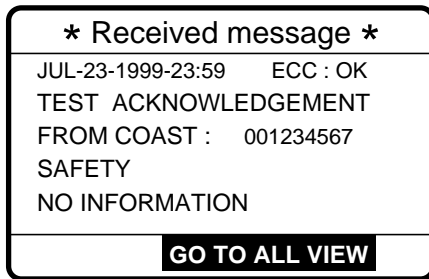 * Received message *
JUL-23-1999-23:59 ECC : OK
TEST ACKNOWLEDGEMENT
FROM COAST : 001234567
SAFETY
NO INFORMATION
GO TO ALL VIEW